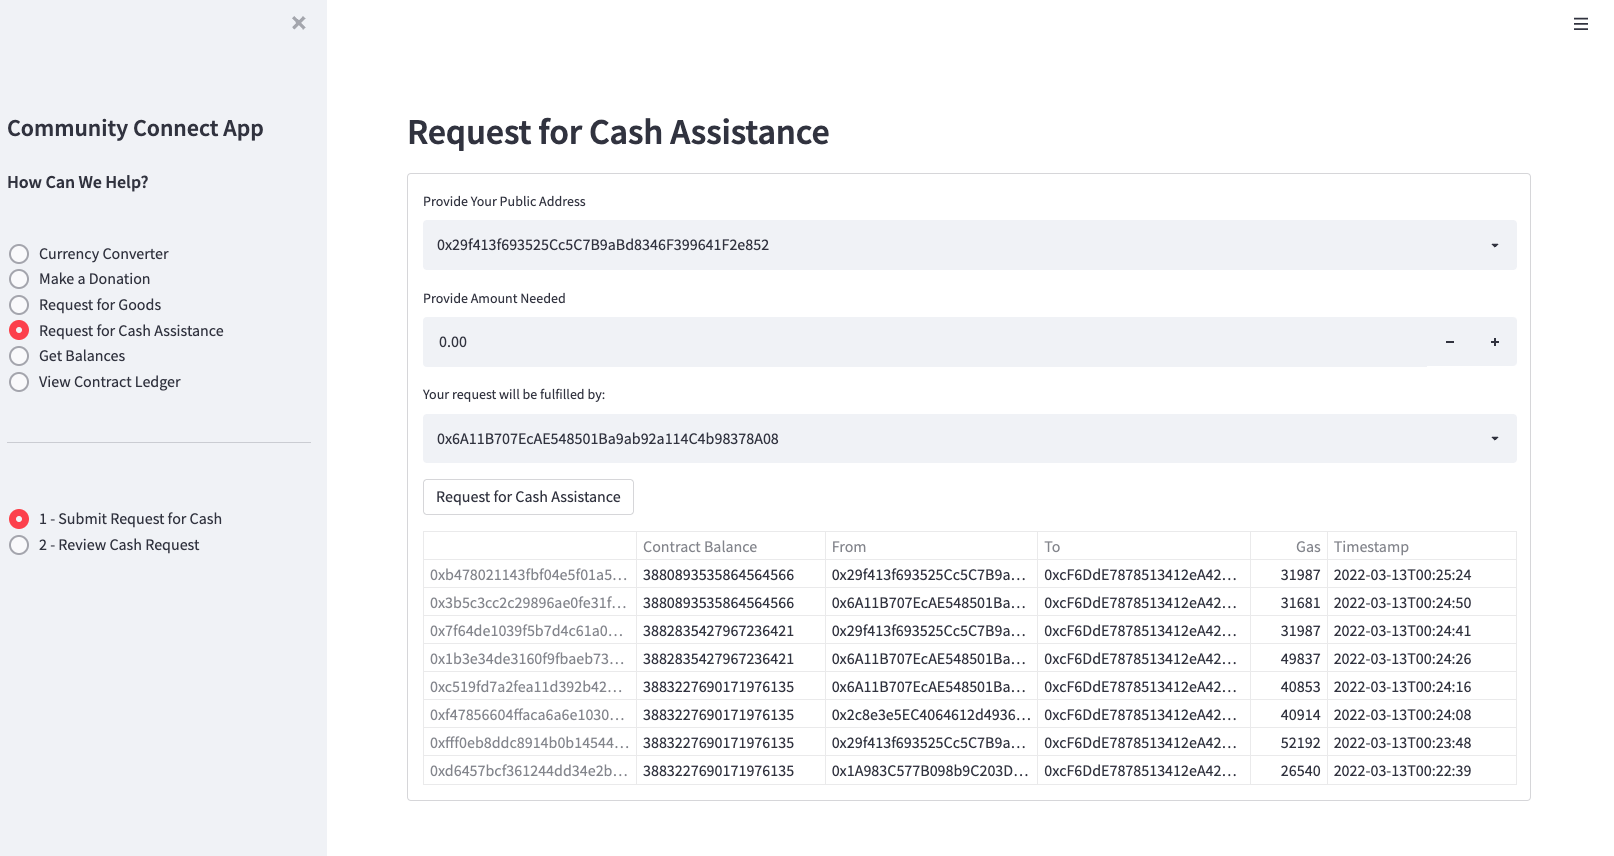 Community Connect App
How Can We Help?
Currency Converter
Make a Donation
Request for Goods
Request for Cash Assistance
Get Balances
View Contract Ledger
1 - Submit Request for Cash
2 - Review Cash Request
Request for Cash Assistance
Provide Your Public Address
0x29f413f693525Cc5C7B9aBd8346F399641F2e852
Provide Amount Needed
0.00
Your request will be fulfilled by:
0x6A11B707EcAE548501Ba9ab92a114C4b98378A08
Request for Cash Assistance
Contract Balance From To Gas Timestamp
0xb478021143fbf04e5f01a5... 3880893535864564566 0x29f413f693525Cc5C7B9a... 0xcF6DdE7878513412eA42... 31987 2022-03-13T00:25:24
0x3b5c3cc2c29896ae0fe31f... 3880893535864564566 0x6A11B707EcAE548501Ba... 0xcF6DdE7878513412eA42... 31681 2022-03-13T00:24:50
0x7f64de1039f5b7d4c61a0... 3882835427967236421 0x29f413f693525Cc5C7B9a... 0xcF6DdE7878513412eA42... 31987 2022-03-13T00:24:41
0x1b3e34de3160f9fbaeb73... 3882835427967236421 0x6A11B707EcAE548501Ba... 0xcF6DdE7878513412eA42... 49837 2022-03-13T00:24:26
0xc519fd7a2fea11d392b42... 3883227690171976135 0x6A11B707EcAE548501Ba... 0xcF6DdE7878513412eA42... 40853 2022-03-13T00:24:16
0xf47856604ffaca6a6e1030... 3883227690171976135 0x2c8e3e5EC4064612d4936... 0xcF6DdE7878513412eA42... 40914 2022-03-13T00:24:08
0xfff0eb8ddc8914b0b14544... 3883227690171976135 0x29f413f693525Cc5C7B9a... 0xcF6DdE7878513412eA42... 52192 2022-03-13T00:23:48
0xd6457bcf361244dd34e2b... 3883227690171976135 0x1A983C577B098b9C203D... 0xcF6DdE7878513412eA42... 26540 2022-03-13T00:22:39